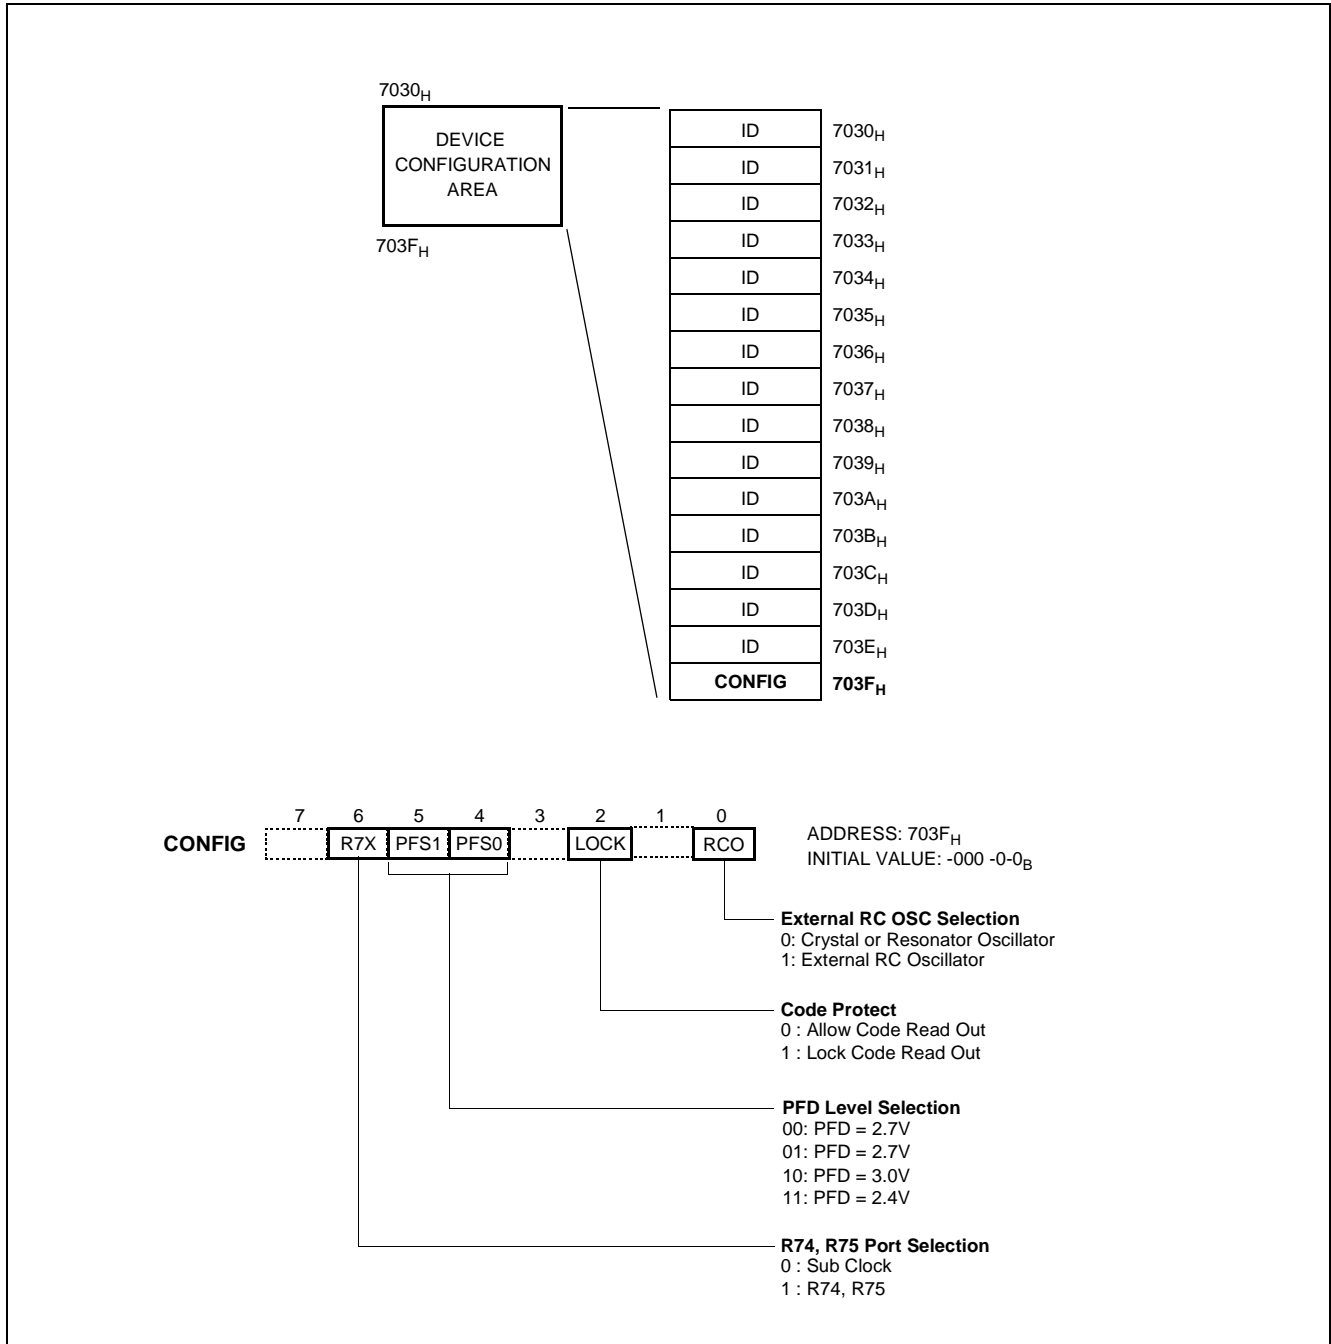 7030H
DEVICE
CONFIGURATION
AREA
703FH
ID 7030H
ID 7031H
ID 7032H
ID 7033H
ID 7034H
ID 7035H
ID 7036H
ID 7037H
ID 7038H
ID 7039H
ID 703AH
ID 703BH
ID 703CH
ID 703DH
ID 703EH
CONFIG 703FH
7 6 5 4 3 2 1 0
CONFIG R7X PFS1 PFS0 LOCK RCO
ADDRESS: 703FH
INITIAL VALUE: -000 -0-0B
External RC OSC Selection
0: Crystal or Resonator Oscillator
1: External RC Oscillator
Code Protect
0 : Allow Code Read Out
1 : Lock Code Read Out
PFD Level Selection
00: PFD = 2.7V
01: PFD = 2.7V
10: PFD = 3.0V
11: PFD = 2.4V
R74, R75 Port Selection
0 : Sub Clock
1 : R74, R75